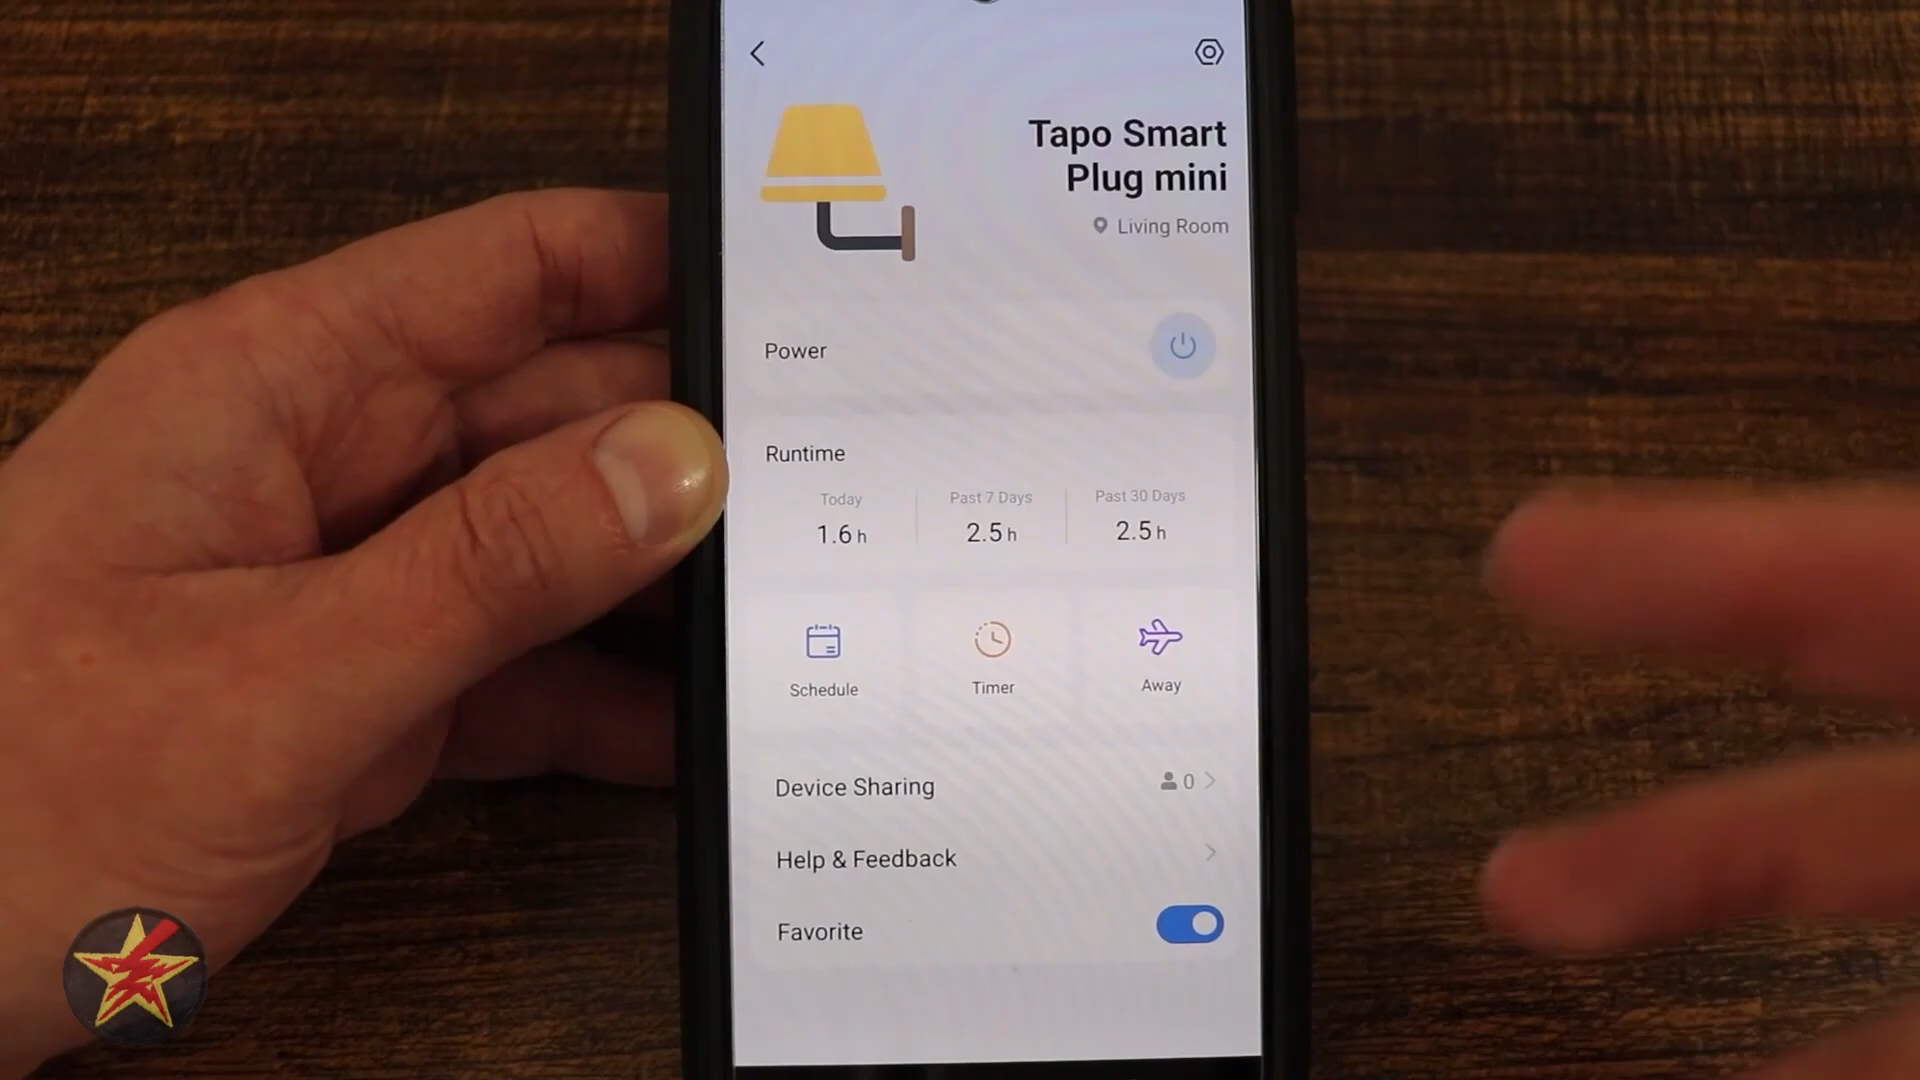 Tapo Smart
Plug mini
Living Room
Power
Runtime
Today
Past 7 Days
Past 30 Days
1.6 h
2.5 h
2.5 h
Schedule
Timer
Away
Device Sharing
0
Help & Feedback
Favorite